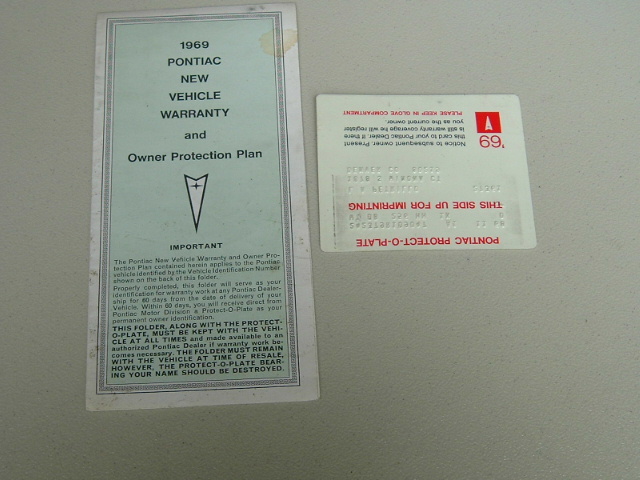 1969
PONTIAC
NEW
VEHICLE
WARRANTY
and
Owner Protection Plan
IMPORTANT
The Pontiac New Vehicle Warranty and Owner Pro-
tection Plan contained herein applies to the Pontiac
vehicle identified by the Vehicle Identification Number
shown on the back of this folder.
Properly completed, this folder will serve as your
identification for warranty work at any Pontiac Dealer-
ship for 60 days from the date of delivery of your
Vehicle. Within 60 days, you will receive direct from
Pontiac Motor Division a Protect-O-Plate as your
permanent owner identification.
THIS FOLDER, ALONG WITH THE PROTECT-
O-PLATE, MUST BE KEPT WITH THE VEHI-
CLE AT ALL TIMES and made available to an
authorized Pontiac Dealer if warranty work be-
comes necessary. THE FOLDER MUST REMAIN
WITH THE VEHICLE AT TIME OF RESALE,
HOWEVER, THE PROTECT-O-PLATE BEAR-
ING YOUR NAME SHOULD BE DESTROYED.
PONTIAC PROTECT-O-PLATE
THIS SIDE UP FOR IMPRINTING
'69
Notice to subsequent owner. Present
this card to your Pontiac Dealer. If there
is still warranty coverage he will register
you as the current owner.
PLEASE KEEP IN GLOVE COMPARTMENT